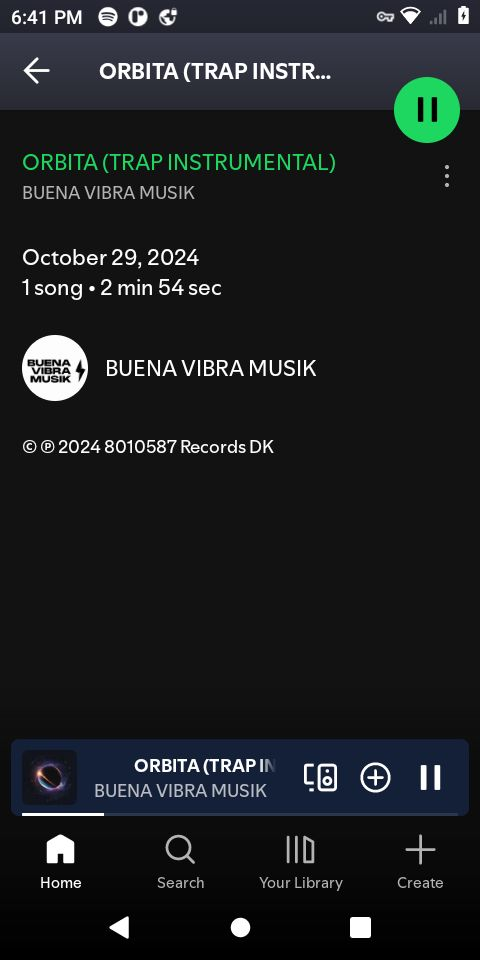 6:41 PM
ORBITA (TRAP INSTR...
ORBITA (TRAP INSTRUMENTAL)
BUENA VIBRA MUSIK
October 29, 2024
1 song • 2 min 54 sec
BUENA
VIBRA
MUSIK
BUENA VIBRA MUSIK
© ℗ 2024 8010587 Records DK
ORBITA (TRAP IN
BUENA VIBRA MUSIK
Home
Search
Your Library
Create